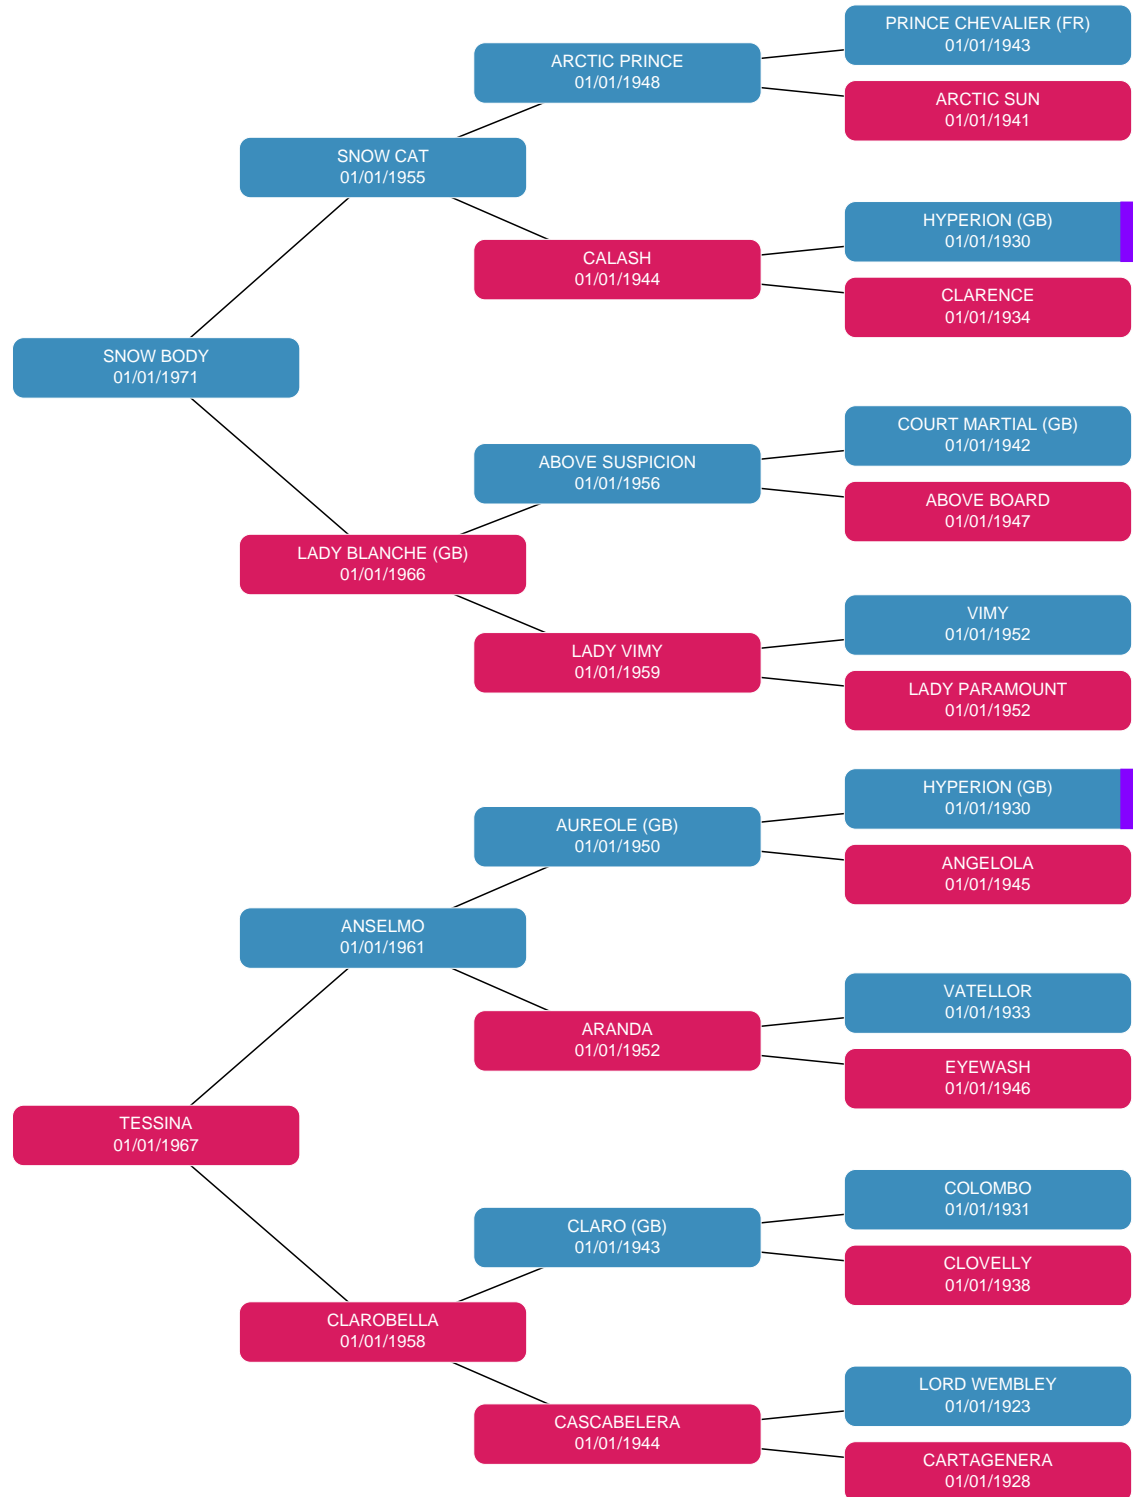 PRINCE CHEVALIER (FR)
01/01/1943
ARCTIC PRINCE
01/01/1948
ARCTIC SUN
01/01/1941
SNOW CAT
01/01/1955
HYPERION (GB)
01/01/1930
CALASH
01/01/1944
CLARENCE
01/01/1934
SNOW BODY
01/01/1971
COURT MARTIAL (GB)
01/01/1942
ABOVE SUSPICION
01/01/1956
ABOVE BOARD
01/01/1947
LADY BLANCHE (GB)
01/01/1966
VIMY
01/01/1952
LADY VIMY
01/01/1959
LADY PARAMOUNT
01/01/1952
HYPERION (GB)
01/01/1930
AUREOLE (GB)
01/01/1950
ANGELOLA
01/01/1945
ANSELMO
01/01/1961
VATELLOR
01/01/1933
ARANDA
01/01/1952
EYEWASH
01/01/1946
TESSINA
01/01/1967
COLOMBO
01/01/1931
CLARO (GB)
01/01/1943
CLOVELLY
01/01/1938
CLAROBELLA
01/01/1958
LORD WEMBLEY
01/01/1923
CASCABELERA
01/01/1944
CARTAGENERA
01/01/1928